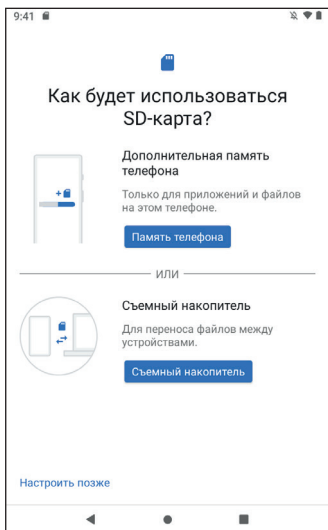 9:41
Как будет использоваться
SD-карта?
Дополнительная память
телефона
Только для приложений и файлов
на этом телефоне.
Память телефона
ИЛИ
Съемный накопитель
Для переноса файлов между
устройствами.
Съемный накопитель
Настроить позже